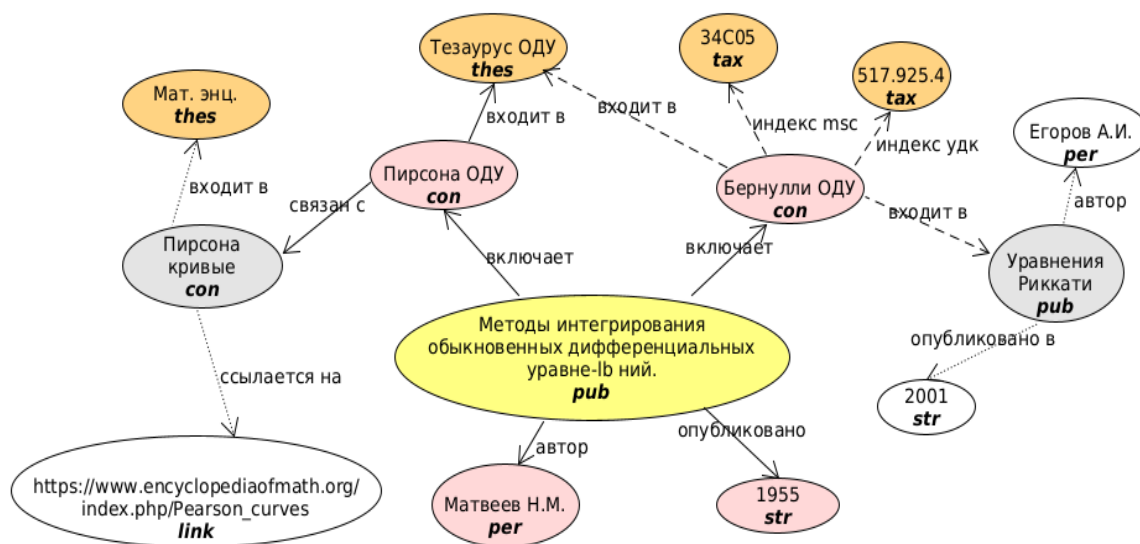 Тезаурус ОДУ
thes
34C05
tax
517.925.4
tax
Мат. энц.
thes
входит в
входит в
индекс msc
индекс удк
Егоров А.И.
per
Пирсона ОДУ
con
Бернулли ОДУ
con
входит в
связан с
входит в
автор
Пирсона
кривые
con
включает
включает
Уравнения
Риккати
pub
Методы интегрирования
обыкновенных дифференциальных
уравне-lb ний.
pub
опубликовано в
ссылается на
2001
str
автор
опубликовано
https://www.encyclopediaofmath.org/
index.php/Pearson_curves
link
Матвеев Н.М.
per
1955
str